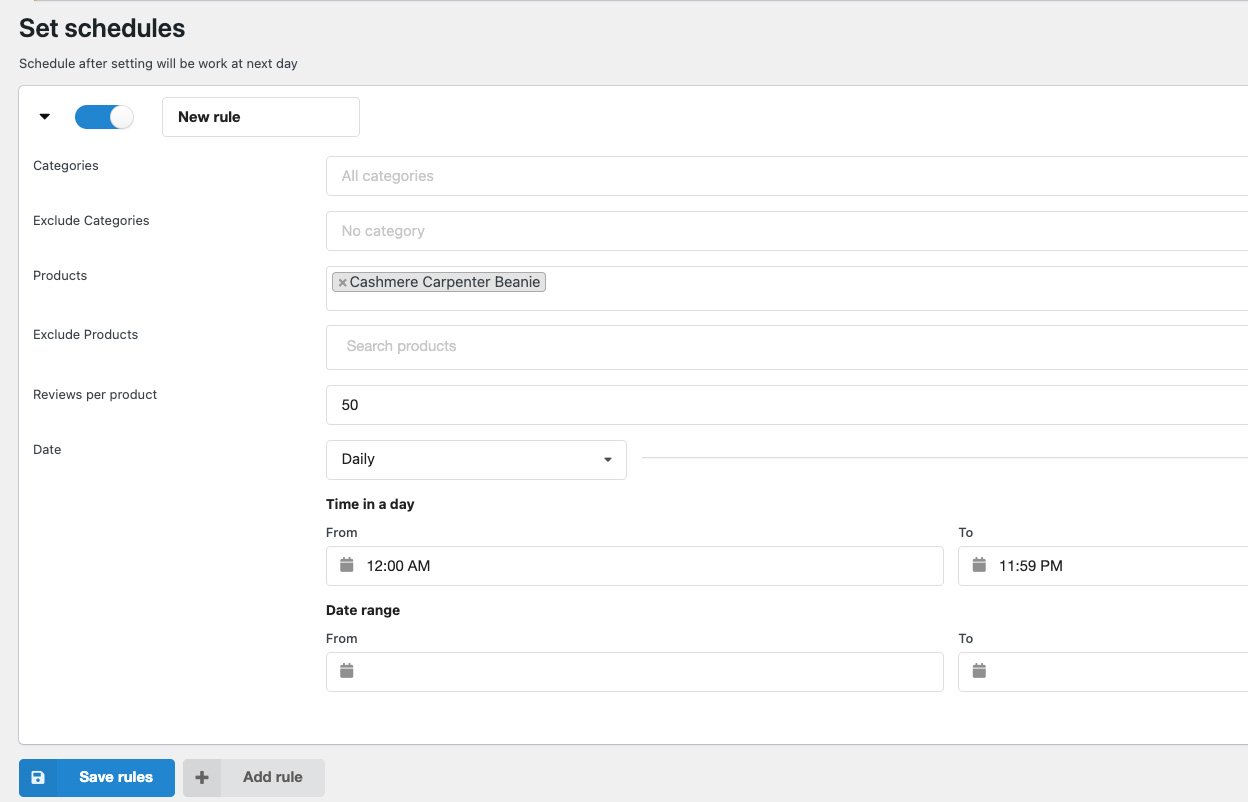 Set schedules
Schedule after setting will be work at next day
New rule
Categories
All categories
Exclude Categories
No category
Products
×Cashmere Carpenter Beanie
Exclude Products
Search products
Reviews per product
50
Date
Daily
Time in a day
From To
12:00 AM 11:59 PM
Date range
From To
Save rules Add rule